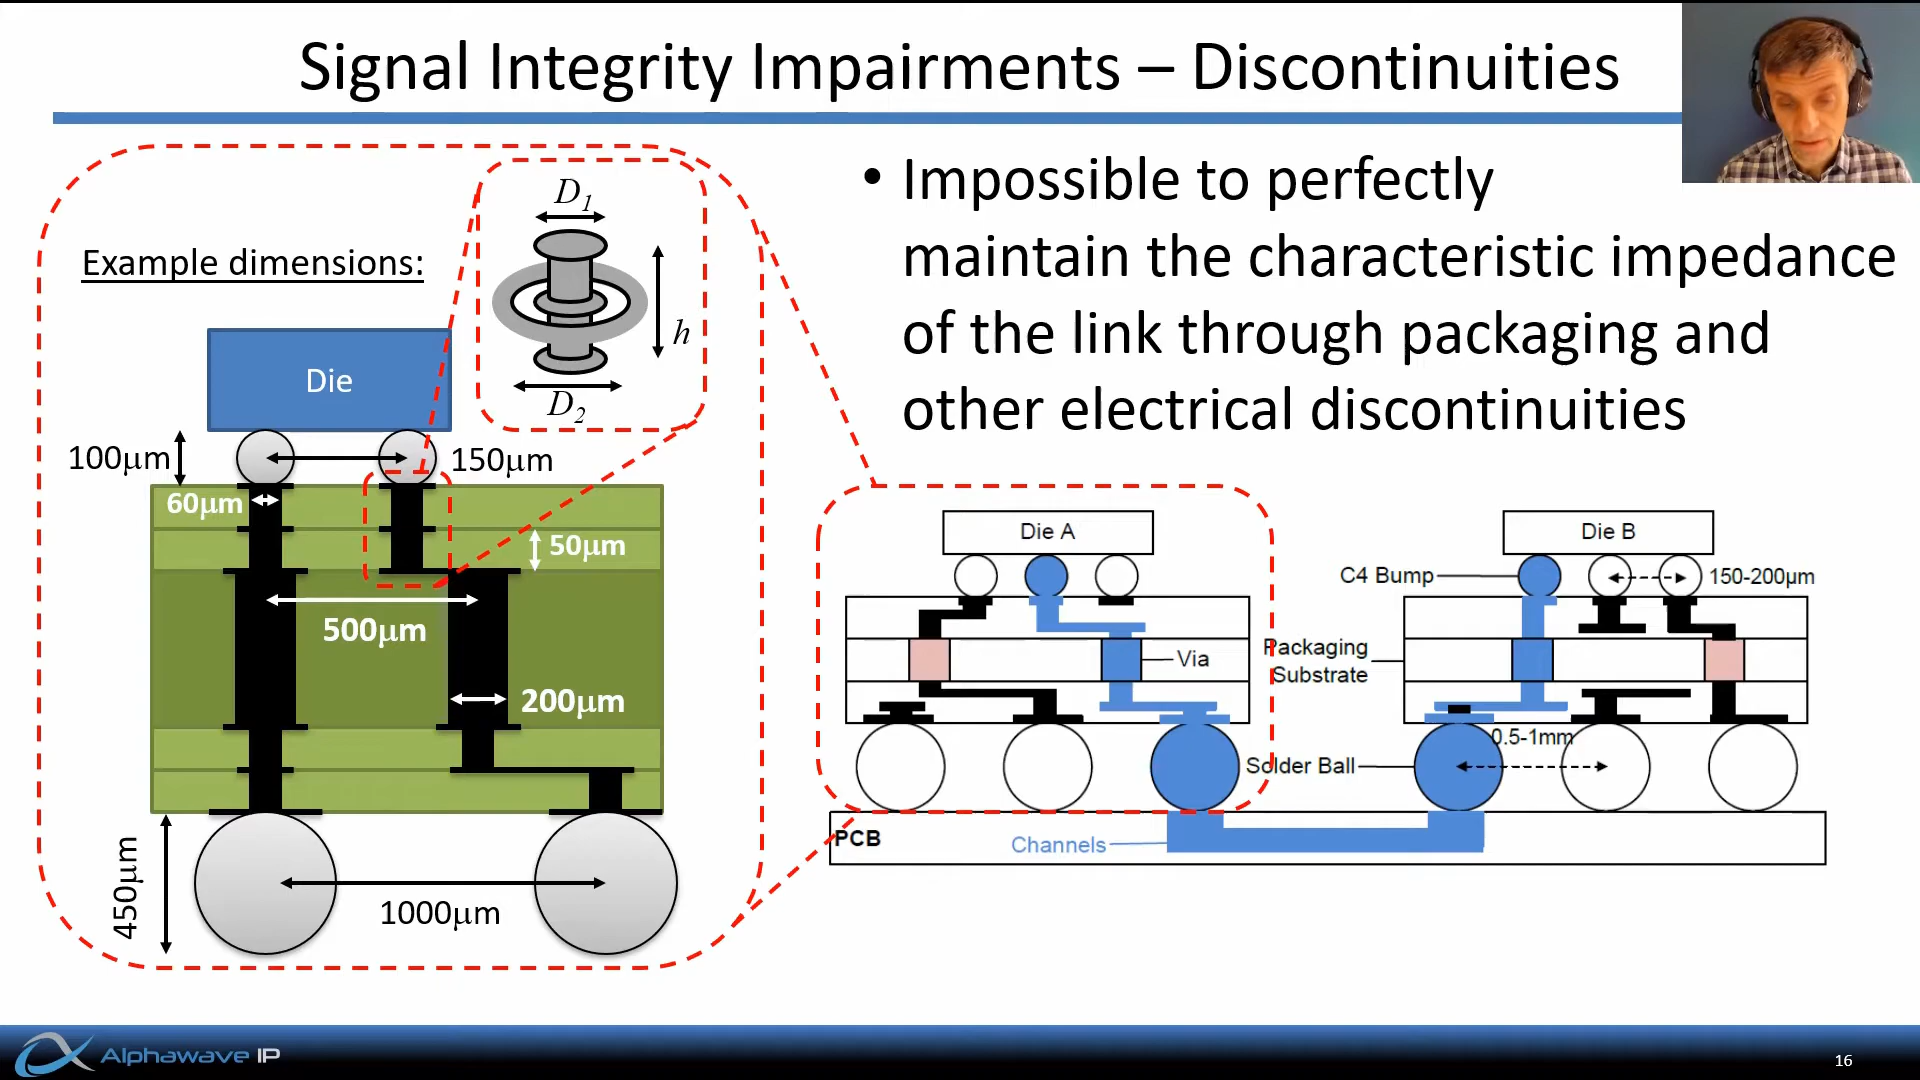 Signal Integrity Impairments – Discontinuities
• Impossible to perfectly
maintain the characteristic impedance
of the link through packaging and
other electrical discontinuities
Example dimensions:
D1
h
D2
Die
100μm
150μm
60μm
50μm
500μm
200μm
450μm
1000μm
Die A
Die B
C4 Bump
150-200μm
Via
Packaging
Substrate
0.5-1mm
Solder Ball
PCB
Channels
Alphawave IP
16